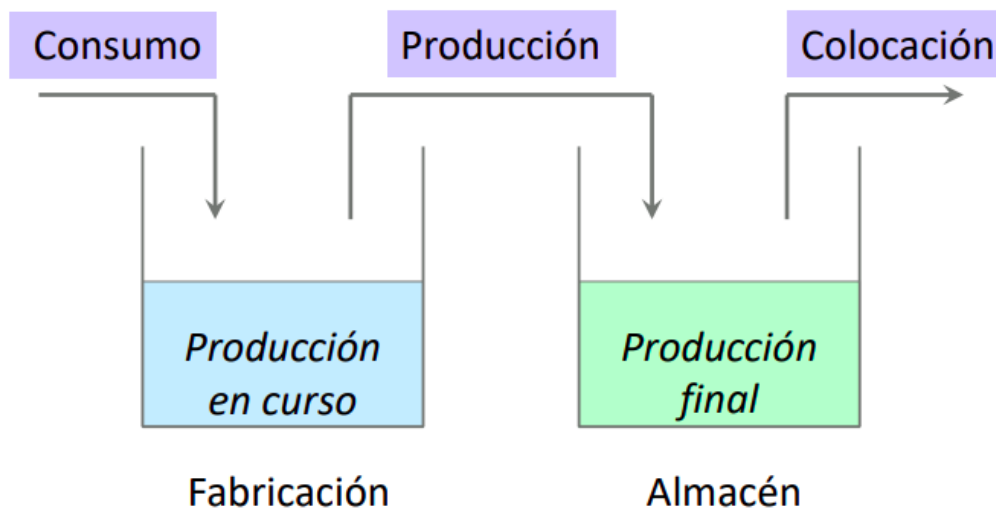 Consumo
Producción
Colocación
Producción
en curso
Producción
final
Fabricación
Almacén